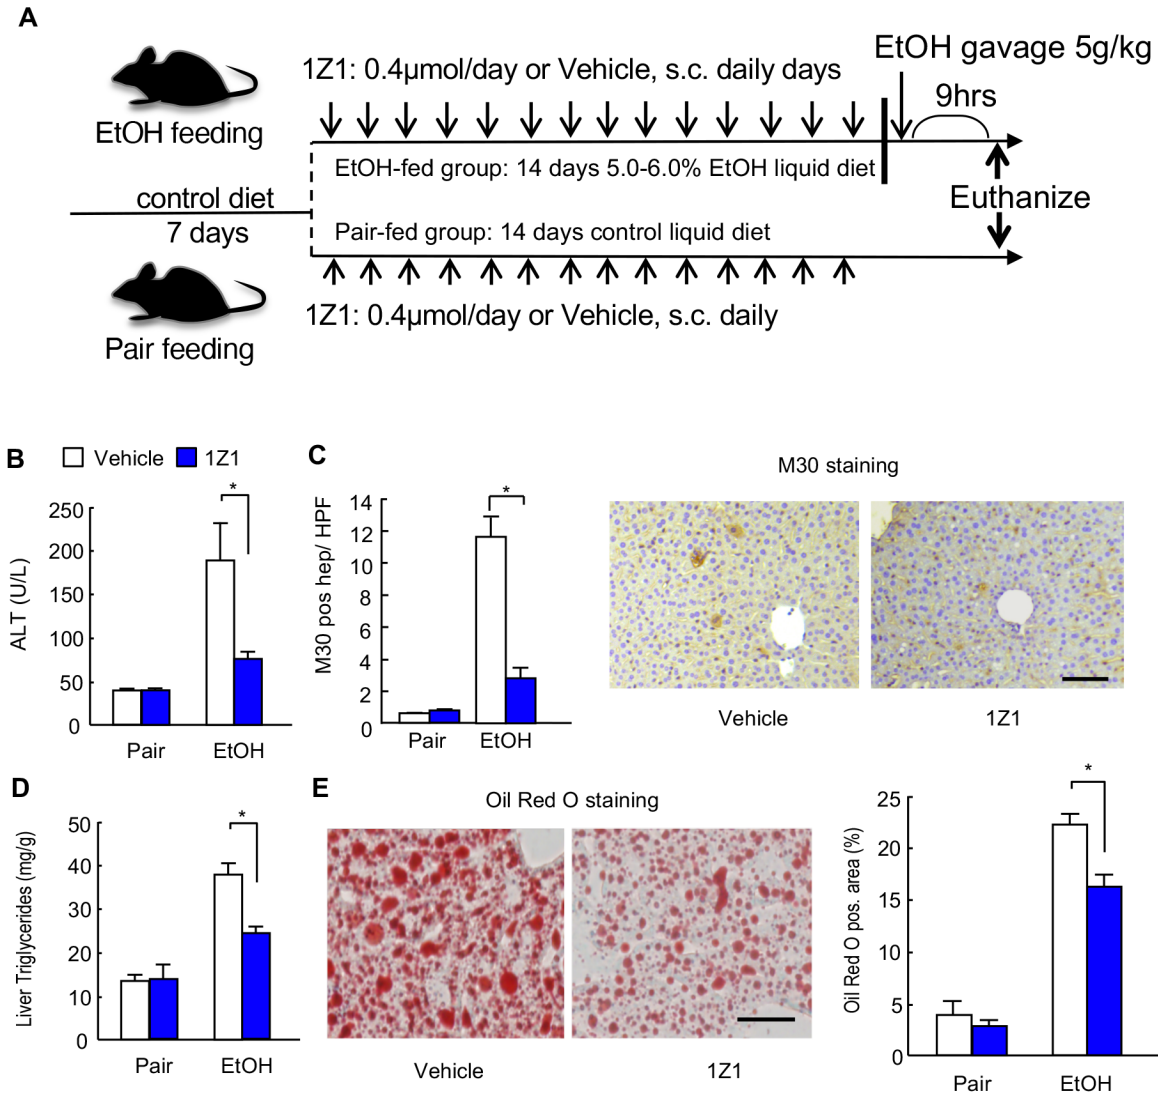 A
EtOH gavage 5g/kg
1Z1: 0.4µmol/day or Vehicle, s.c. daily days
9hrs
EtOH feeding
EtOH-fed group: 14 days 5.0-6.0% EtOH liquid diet
control diet
7 days
Euthanize
Pair-fed group: 14 days control liquid diet
1Z1: 0.4µmol/day or Vehicle, s.c. daily
Pair feeding
B
Vehicle
1Z1
ALT (U/L)
250
200
150
100
50
0
*
Pair
EtOH
C
M30 pos hep/ HPF
14
12
10
8
6
4
2
0
*
Pair
EtOH
M30 staining
Vehicle
1Z1
D
Liver Triglycerides (mg/g)
50
40
30
20
10
0
*
Pair
EtOH
E
Oil Red O staining
Vehicle
1Z1
Oil Red O pos. area (%)
25
20
15
10
5
0
*
Pair
EtOH